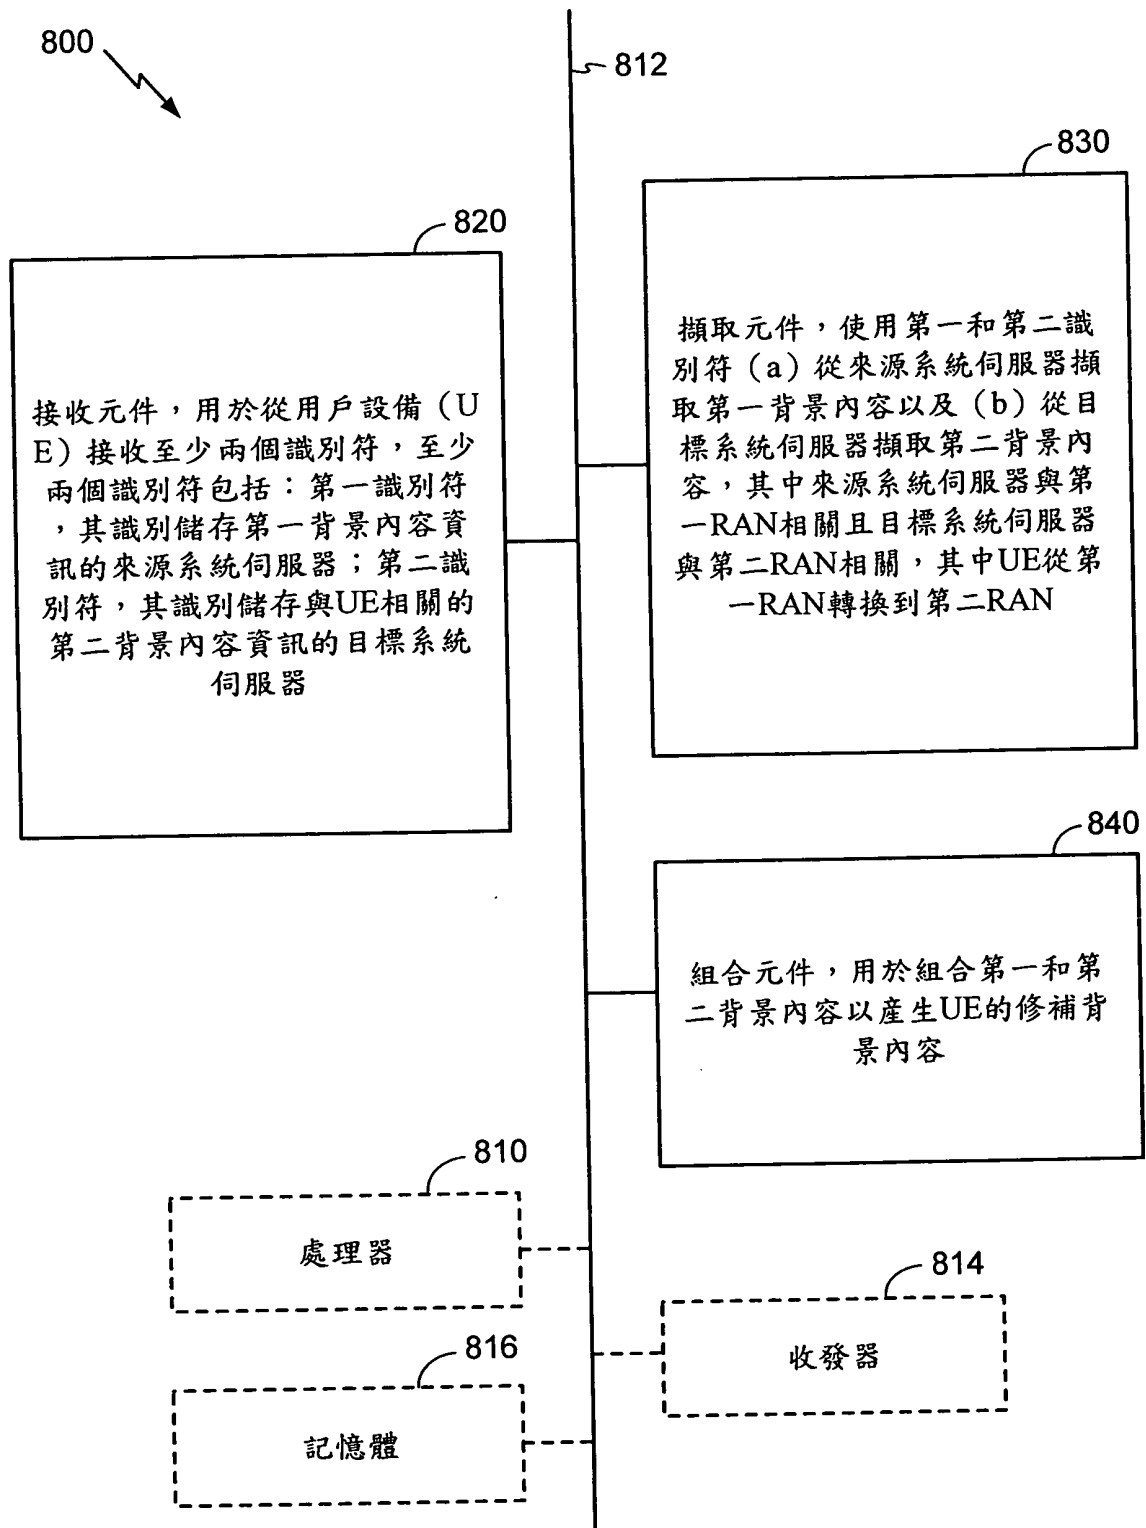 800
812
830
820
擷取元件，使用第一和第二識
別符（a）從來源系統伺服器擷
取第一背景內容以及（b）從目
標系統伺服器擷取第二背景內
容，其中來源系統伺服器與第
一RAN相關且目標系統伺服器
與第二RAN相關，其中UE從第
一RAN轉換到第二RAN
接收元件，用於從用戶設備（U
E）接收至少兩個識別符，至少
兩個識別符包括：第一識別符
，其識別儲存第一背景內容資
訊的來源系統伺服器；第二識
別符，其識別儲存與UE相關的
第二背景內容資訊的目標系統
伺服器
840
組合元件，用於組合第一和第
二背景內容以產生UE的修補背
景內容
810
處理器
814
收發器
816
記憶體